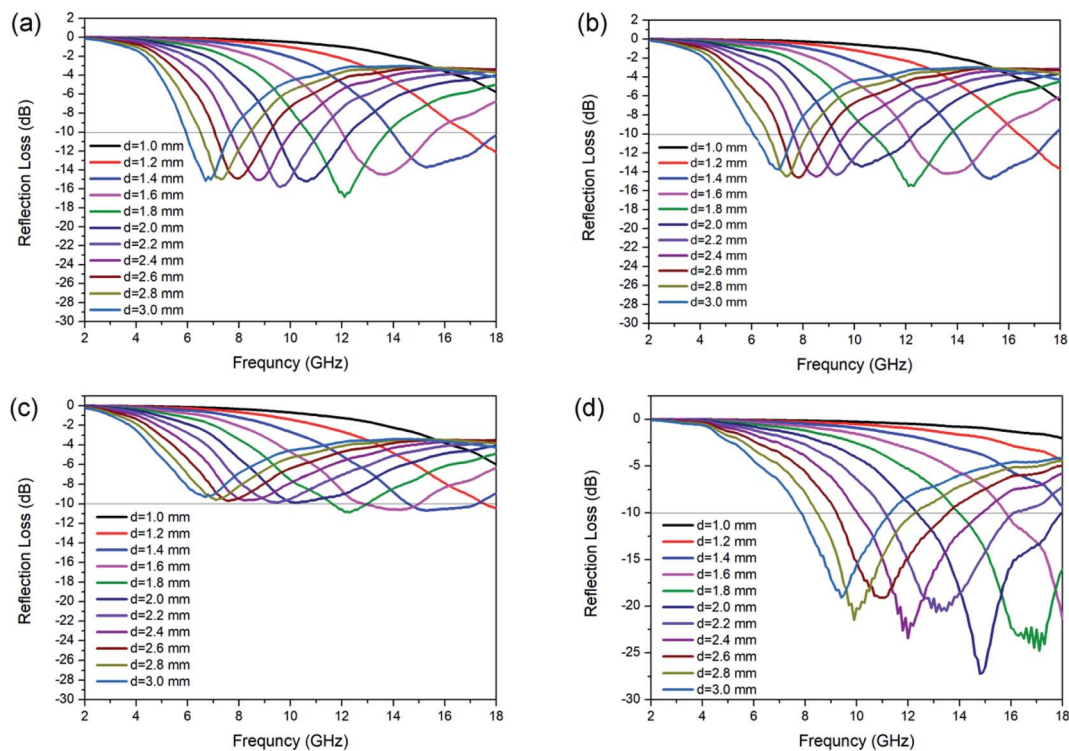 (a)
2
0
-2
-4
-6
-8
-10
-12
-14
-16
-18
-20
-22
-24
-26
-28
-30
Reflection Loss (dB)
d=1.0 mm
d=1.2 mm
d=1.4 mm
d=1.6 mm
d=1.8 mm
d=2.0 mm
d=2.2 mm
d=2.4 mm
d=2.6 mm
d=2.8 mm
d=3.0 mm
2 4 6 8 10 12 14 16 18
Frequncy (GHz)
(b)
2
0
-2
-4
-6
-8
-10
-12
-14
-16
-18
-20
-22
-24
-26
-28
-30
Reflection Loss (dB)
d=1.0 mm
d=1.2 mm
d=1.4 mm
d=1.6 mm
d=1.8 mm
d=2.0 mm
d=2.2 mm
d=2.4 mm
d=2.6 mm
d=2.8 mm
d=3.0 mm
2 4 6 8 10 12 14 16 18
Frequncy (GHz)
(c)
0
-2
-4
-6
-8
-10
-12
-14
-16
-18
-20
-22
-24
-26
-28
-30
Reflection Loss (dB)
d=1.0 mm
d=1.2 mm
d=1.4 mm
d=1.6 mm
d=1.8 mm
d=2.0 mm
d=2.2 mm
d=2.4 mm
d=2.6 mm
d=2.8 mm
d=3.0 mm
2 4 6 8 10 12 14 16 18
Frequncy (GHz)
(d)
0
-5
-10
-15
-20
-25
-30
Reflection Loss (dB)
d=1.0 mm
d=1.2 mm
d=1.4 mm
d=1.6 mm
d=1.8 mm
d=2.0 mm
d=2.2 mm
d=2.4 mm
d=2.6 mm
d=2.8 mm
d=3.0 mm
2 4 6 8 10 12 14 16 18
Frequncy (GHz)